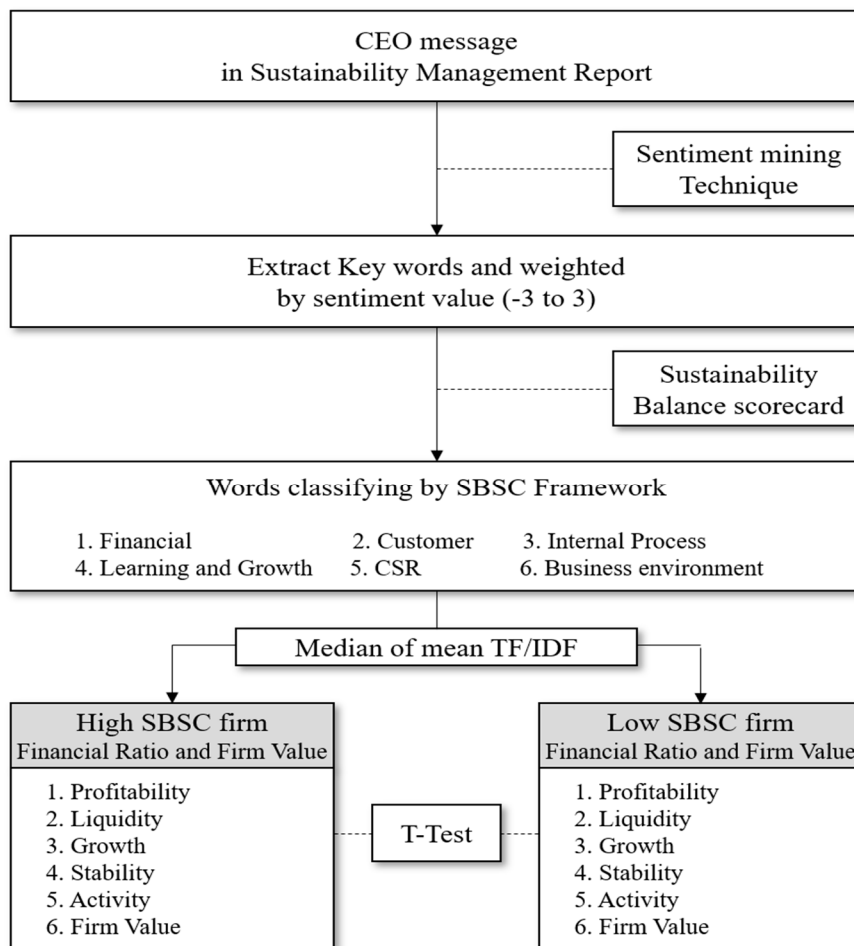 CEO message
in Sustainability Management Report
Sentiment mining
Technique
Extract Key words and weighted
by sentiment value (-3 to 3)
Sustainability
Balance scorecard
Words classifying by SBSC Framework
1. Financial 2. Customer 3. Internal Process
4. Learning and Growth 5. CSR 6. Business environment
Median of mean TF/IDF
High SBSC firm
Financial Ratio and Firm Value
1. Profitability
2. Liquidity
3. Growth
4. Stability
5. Activity
6. Firm Value
T-Test
Low SBSC firm
Financial Ratio and Firm Value
1. Profitability
2. Liquidity
3. Growth
4. Stability
5. Activity
6. Firm Value